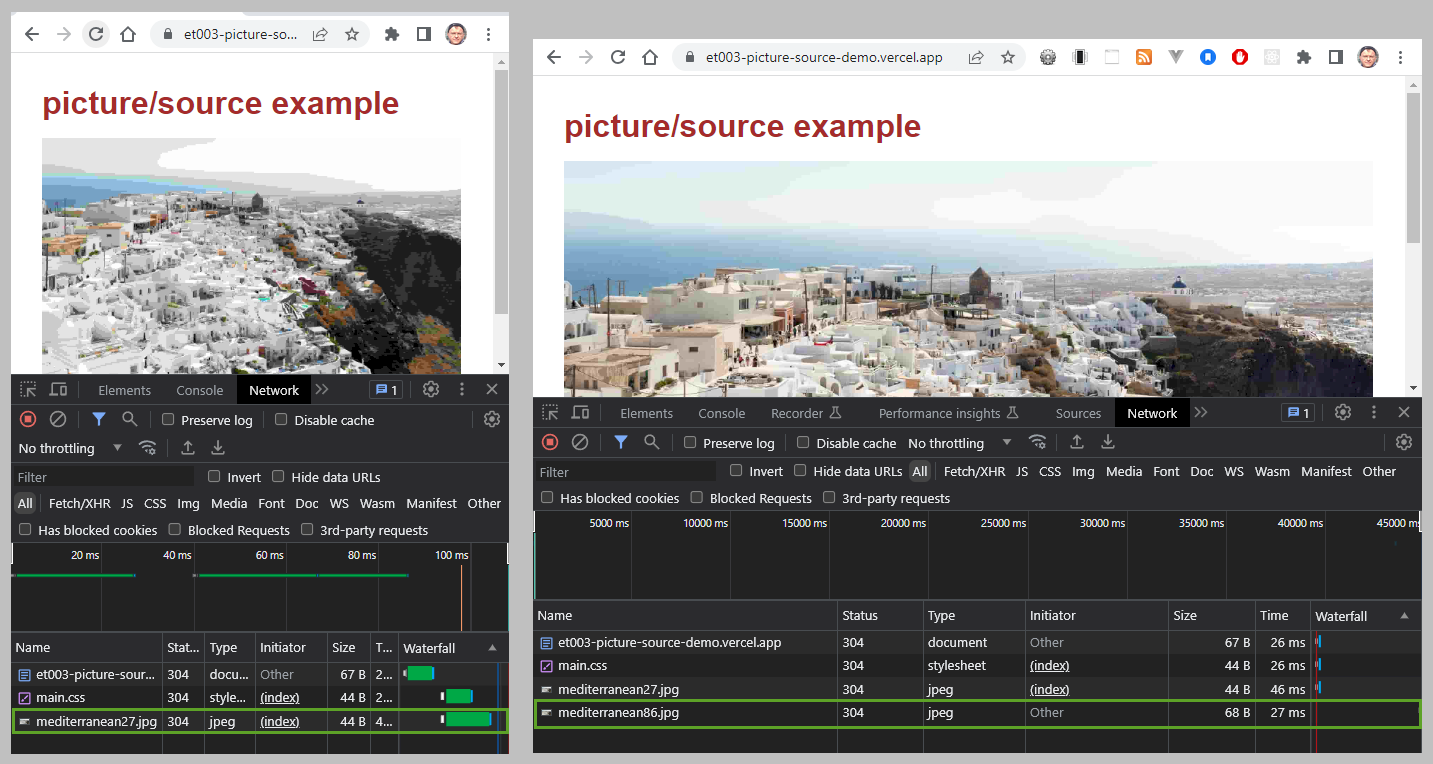 et003-picture-so...
picture/source example
Elements Console Network 1
Preserve log Disable cache
No throttling
Filter Invert Hide data URLs
All Fetch/XHR JS CSS Img Media Font Doc WS Wasm Manifest Other
Has blocked cookies Blocked Requests 3rd-party requests
20 ms 40 ms 60 ms 80 ms 100 ms
Name Stat... Type Initiator Size T... Waterfall
et003-picture-sour... 304 docu... Other 67 B 2...
main.css 304 style... (index) 44 B 2...
mediterranean27.jpg 304 jpeg (index) 44 B 4...
et003-picture-source-demo.vercel.app
picture/source example
Elements Console Recorder Performance insights Sources Network 1
Preserve log Disable cache No throttling
Filter Invert Hide data URLs All Fetch/XHR JS CSS Img Media Font Doc WS Wasm Manifest Other
Has blocked cookies Blocked Requests 3rd-party requests
5000 ms 10000 ms 15000 ms 20000 ms 25000 ms 30000 ms 35000 ms 40000 ms 45000 ms
Name Status Type Initiator Size Time Waterfall
et003-picture-source-demo.vercel.app 304 document Other 67 B 26 ms
main.css 304 stylesheet (index) 44 B 26 ms
mediterranean27.jpg 304 jpeg (index) 44 B 46 ms
mediterranean86.jpg 304 jpeg Other 68 B 27 ms